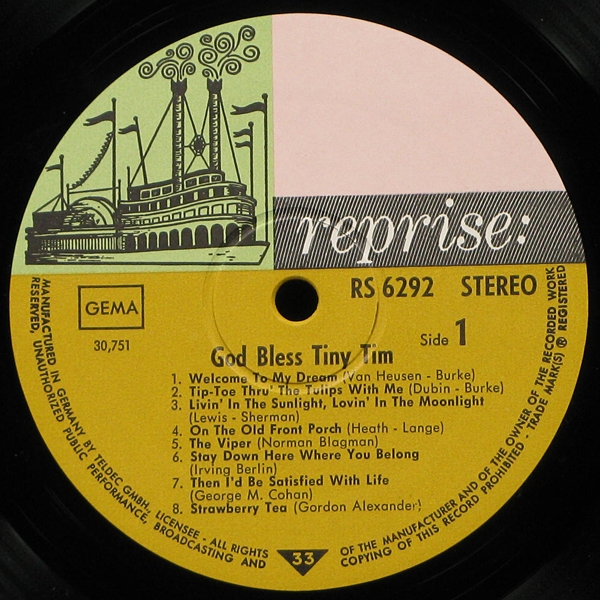 reprise:
GEMA
RS 6292 STEREO
30,751
Side 1
God Bless Tiny Tim
1. Welcome To My Dream (Van Heusen - Burke)
2. Tip-Toe Thru' The Tulips With Me (Dubin - Burke)
3. Livin' In The Sunlight, Lovin' In The Moonlight
(Lewis - Sherman)
4. On The Old Front Porch (Heath - Lange)
5. The Viper (Norman Blagman)
6. Stay Down Here Where You Belong
(Irving Berlin)
7. Then I'd Be Satisfied With Life
(George M. Cohan)
8. Strawberry Tea (Gordon Alexander)
33
MANUFACTURED IN GERMANY BY TELDEC GMBH., LICENSEE - ALL RIGHTS
RESERVED, UNAUTHORIZED PUBLIC PERFORMANCE, BROADCASTING AND
OF THE MANUFACTURER AND OF THE OWNER OF THE RECORDED WORK
COPYING OF THIS RECORD PROHIBITED - TRADE MARK(S) ® REGISTERED